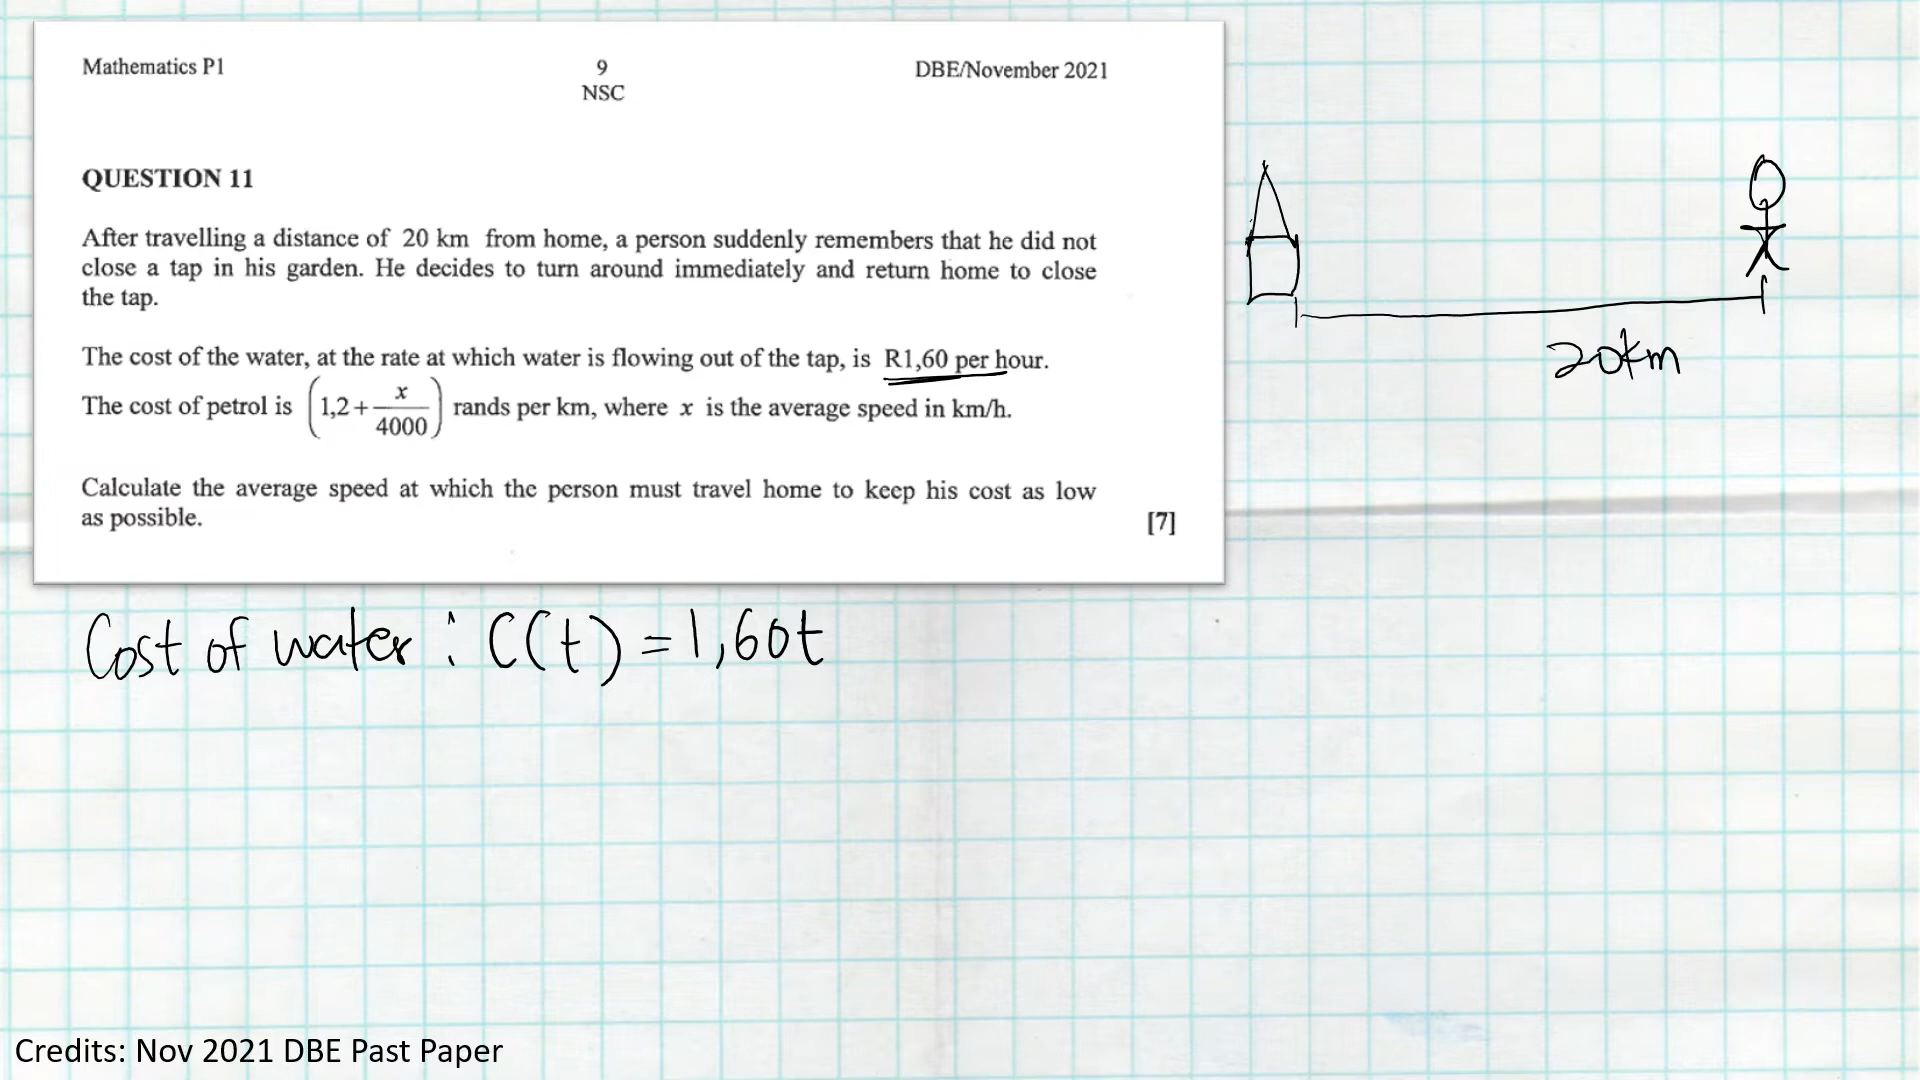 Mathematics P1
9
NSC
DBE/November 2021
QUESTION 11
After travelling a distance of 20 km from home, a person suddenly remembers that he did not
close a tap in his garden. He decides to turn around immediately and return home to close
the tap.
The cost of the water, at the rate at which water is flowing out of the tap, is R1,60 per hour.
The cost of petrol is (1,2 + x/4000) rands per km, where x is the average speed in km/h.
Calculate the average speed at which the person must travel home to keep his cost as low
as possible.
[7]
20km
Cost of water : C(t) = 1,60t
Credits: Nov 2021 DBE Past Paper